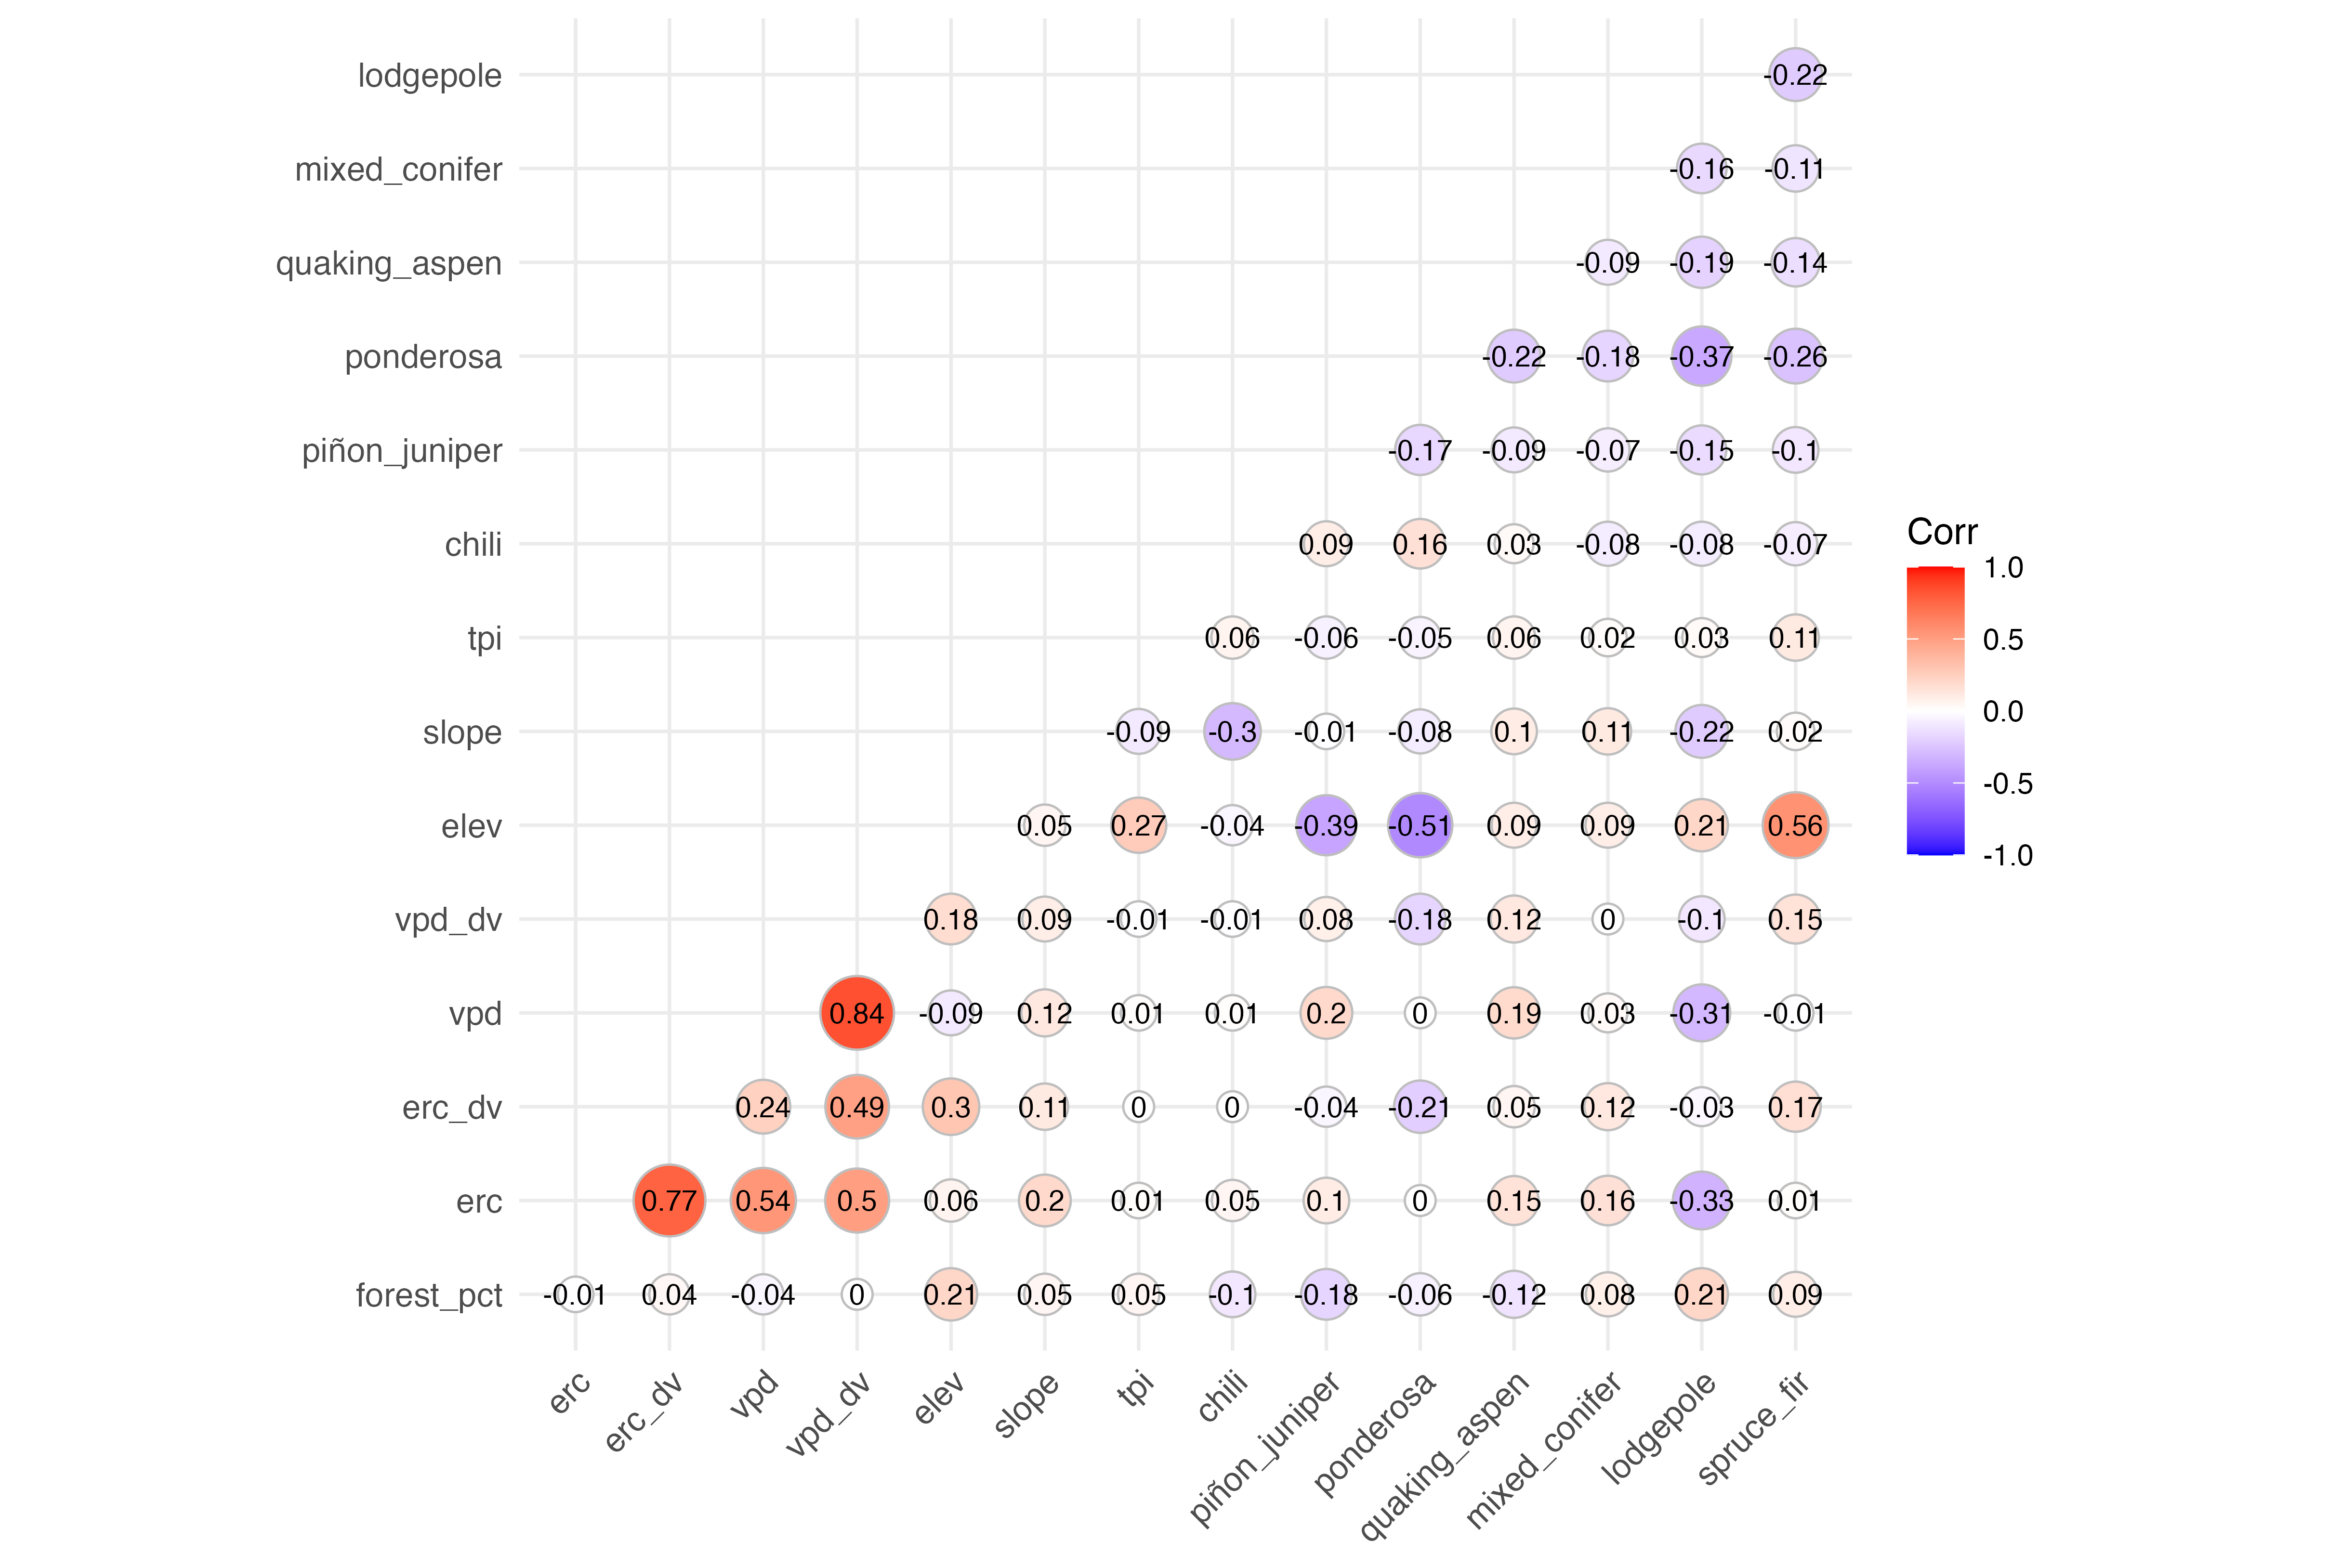 lodgepole -0.22
mixed_conifer -0.16 -0.11
quaking_aspen -0.09 -0.19 -0.14
ponderosa -0.22 -0.18 -0.37 -0.26
piñon_juniper -0.17 -0.09 -0.07 -0.15 -0.1
chili 0.09 0.16 0.03 -0.08 -0.08 -0.07
tpi 0.06 -0.06 -0.05 0.06 0.02 0.03 0.11
slope -0.09 -0.3 -0.01 -0.08 0.1 0.11 -0.22 0.02
elev 0.05 0.27 -0.04 -0.39 -0.51 0.09 0.09 0.21 0.56
vpd_dv 0.18 0.09 -0.01 -0.01 0.08 -0.18 0.12 0 -0.1 0.15
vpd 0.84 -0.09 0.12 0.01 0.01 0.2 0 0.19 0.03 -0.31 -0.01
erc_dv 0.24 0.49 0.3 0.11 0 0 -0.04 -0.21 0.05 0.12 -0.03 0.17
erc 0.77 0.54 0.5 0.06 0.2 0.01 0.05 0.1 0 0.15 0.16 -0.33 0.01
forest_pct -0.01 0.04 -0.04 0 0.21 0.05 0.05 -0.1 -0.18 -0.06 -0.12 0.08 0.21 0.09
erc erc_dv vpd vpd_dv elev slope tpi chili piñon_juniper ponderosa quaking_aspen mixed_conifer lodgepole spruce_fir
Corr
1.0
0.5
0.0
-0.5
-1.0